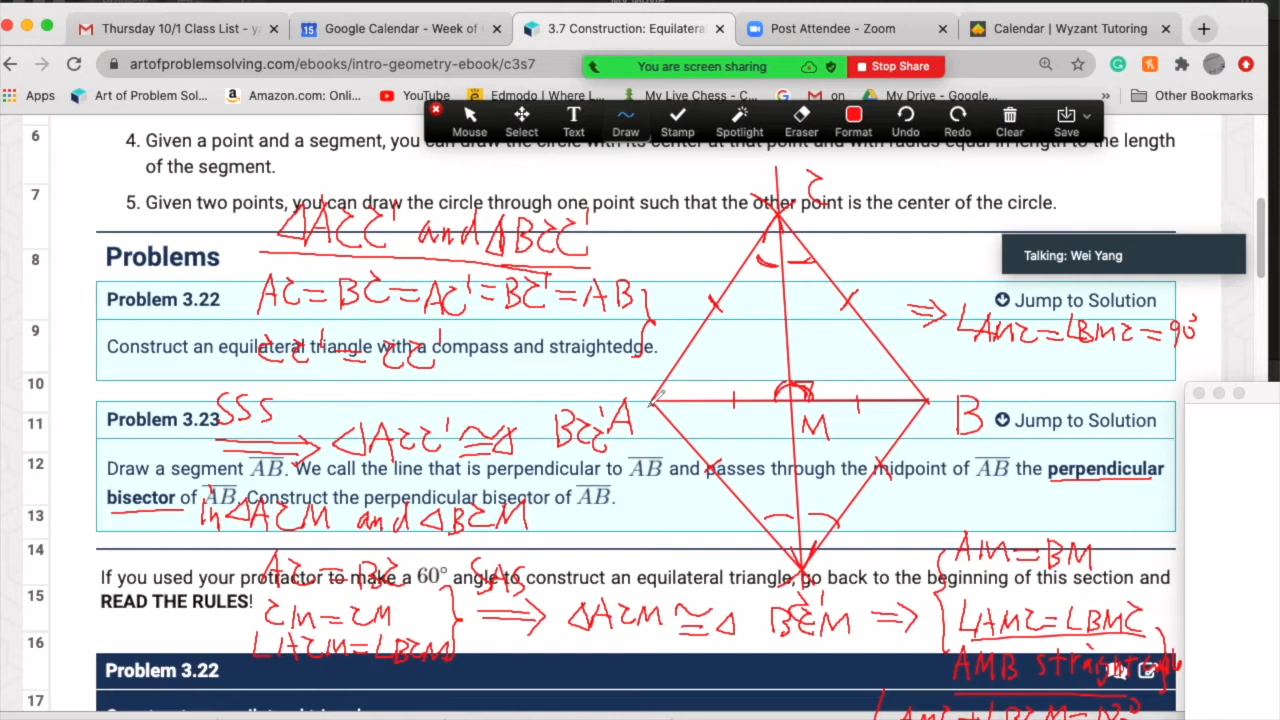 Thursday 10/1 Class List - y
Google Calendar - Week of
3.7 Construction: Equilatera
Post Attendee - Zoom
Calendar | Wyzant Tutoring
artofproblemsolving.com/ebooks/intro-geometry-ebook/c3s7
You are screen sharing
Stop Share
Apps
Art of Problem Sol...
Amazon.com: Onli...
YouTube
Edmodo | Where L...
My Live Chess - C...
on
My Drive - Google...
»
Other Bookmarks
Mouse
Select
Text
Draw
Stamp
Spotlight
Eraser
Format
Undo
Redo
Clear
Save
6
4. Given a point and a segment, you can draw the circle with its center at that point and with radius equal in length to the length
of the segment.
7
5. Given two points, you can draw the circle through one point such that the other point is the center of the circle.
C
△ACC' and △BCC'
8
Problems
Talking: Wei Yang
Problem 3.22
AC = BC = AC' = BC' = AB
Jump to Solution
⇒ ∠AMC = ∠BMC = 90°
9
Construct an equilateral triangle with a compass and straightedge.
CC' = CC'
10
11
Problem 3.23
SSS
⇒ △ACC' ≅ △ BCC'
A
M
B
Jump to Solution
12
Draw a segment AB. We call the line that is perpendicular to AB and passes through the midpoint of AB the perpendicular
bisector of AB. Construct the perpendicular bisector of AB.
13
In △ACM and △BCM
14
AC = BC
SAS
AM = BM
If you used your protractor to make a 60° angle to construct an equilateral triangle, go back to the beginning of this section and
15
READ THE RULES!
C'
CM = CM
⇒ △ACM ≅ △ BCM ⇒
∠AMC = ∠BMC
16
∠ACM = ∠BCM
AMB straight angle
Problem 3.22
17